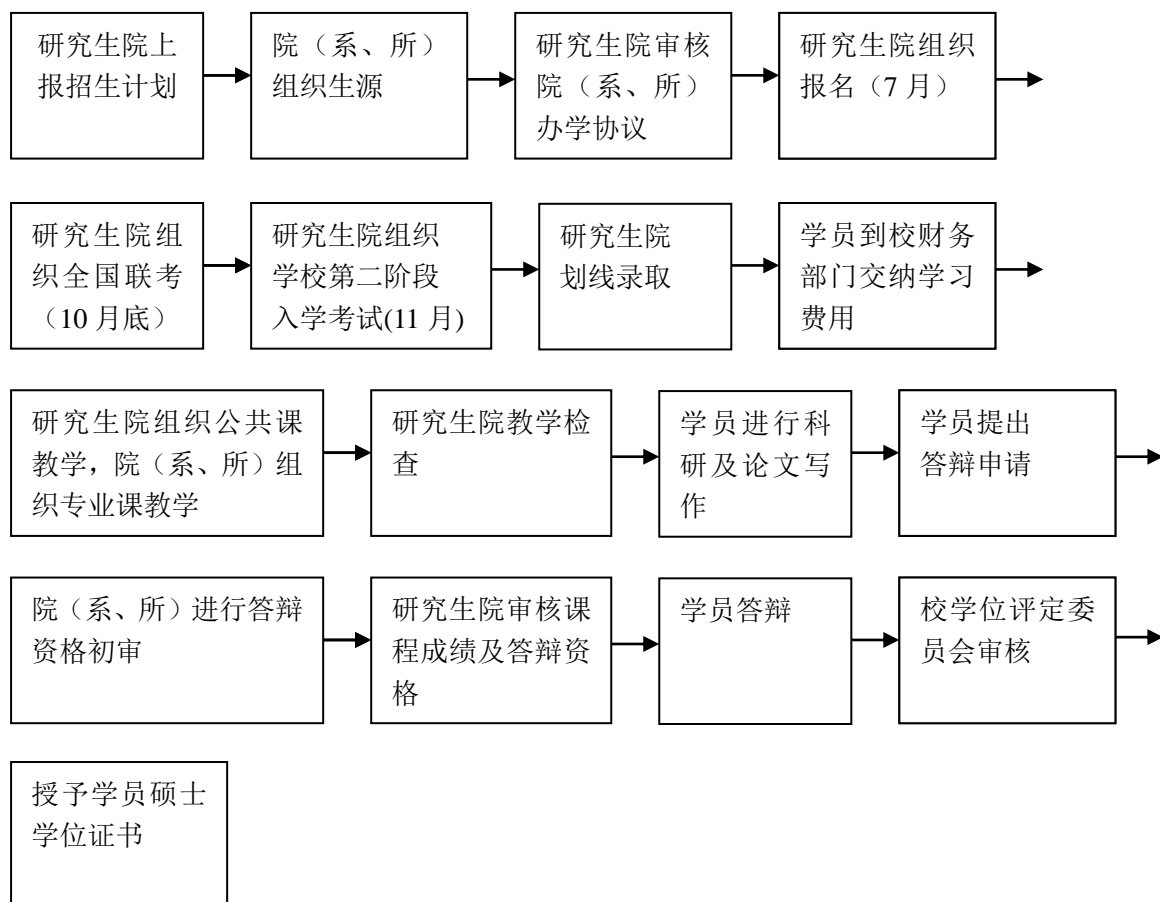 研究生院上
报招生计划
院（系、所）
组织生源
研究生院审核
院（系、所）
办学协议
研究生院组织
报名（7 月）
研究生院组
织全国联考
（10 月底）
研究生院组织
学校第二阶段
入学考试(11 月)
研究生院
划线录取
学员到校财务
部门交纳学习
费用
研究生院组织公共课
教学，院（系、所）组
织专业课教学
研究生院教学检
查
学员进行科
研及论文写
作
学员提出
答辩申请
院（系、所）进行答辩
资格初审
研究生院审核课
程成绩及答辩资
格
学员答辩
校学位评定委
员会审核
授予学员硕士
学位证书